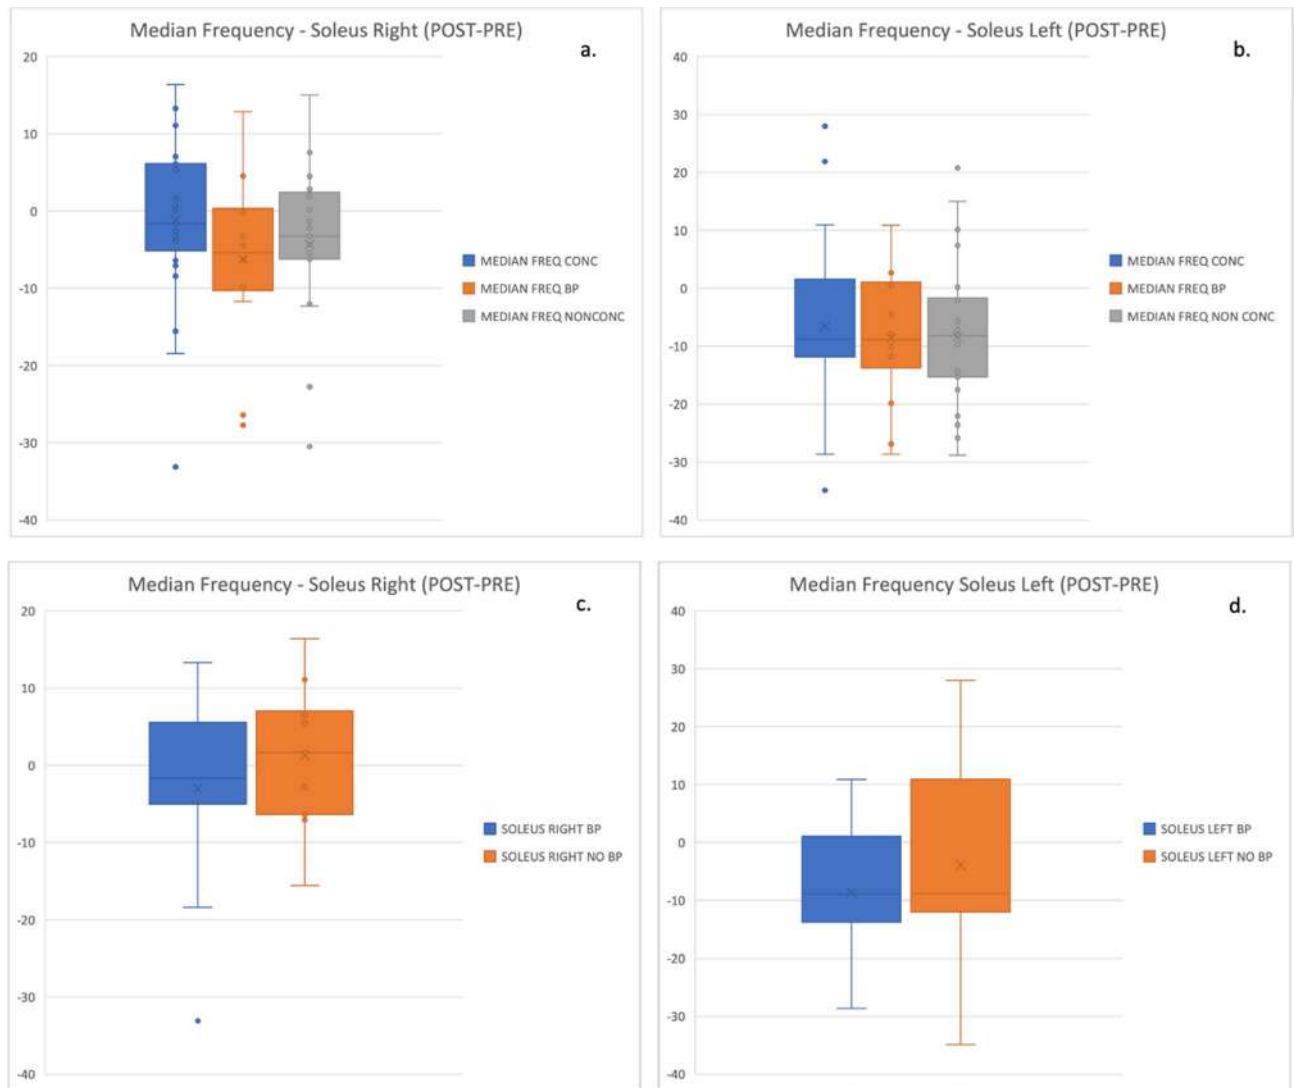 Median Frequency - Soleus Right (POST-PRE)
a.
20
10
0
-10
-20
-30
-40
MEDIAN FREQ CONC
MEDIAN FREQ BP
MEDIAN FREQ NONCONC
Median Frequency - Soleus Left (POST-PRE)
b.
40
30
20
10
0
-10
-20
-30
-40
MEDIAN FREQ CONC
MEDIAN FREQ BP
MEDIAN FREQ NON CONC
Median Frequency - Soleus Right (POST-PRE)
c.
20
10
0
-10
-20
-30
-40
SOLEUS RIGHT BP
SOLEUS RIGHT NO BP
Median Frequency Soleus Left (POST-PRE)
d.
40
30
20
10
0
-10
-20
-30
-40
SOLEUS LEFT BP
SOLEUS LEFT NO BP